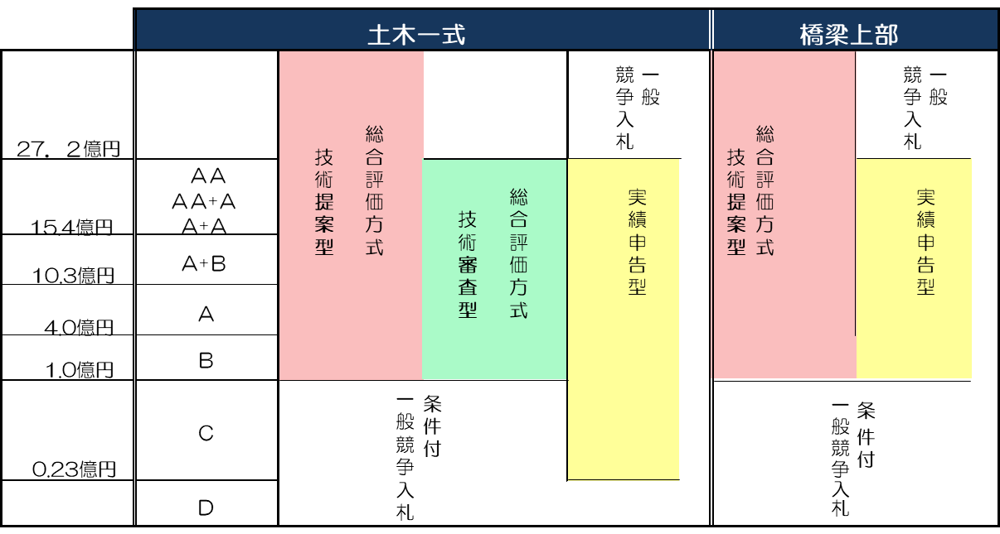 土木一式
橋梁上部
一般
競争入札
一般
競争入札
総合評価方式
技術提案型
総合評価方式
技術提案型
27．２億円
ＡＡ
ＡＡ+Ａ
Ａ+Ａ
実績申告型
実績申告型
総合評価方式
技術審査型
15.4億円
Ａ+Ｂ
10.3億円
Ａ
4.0億円
Ｂ
1.0億円
条件付
一般競争入札
条件付
一般競争入札
Ｃ
0.23億円
Ｄ